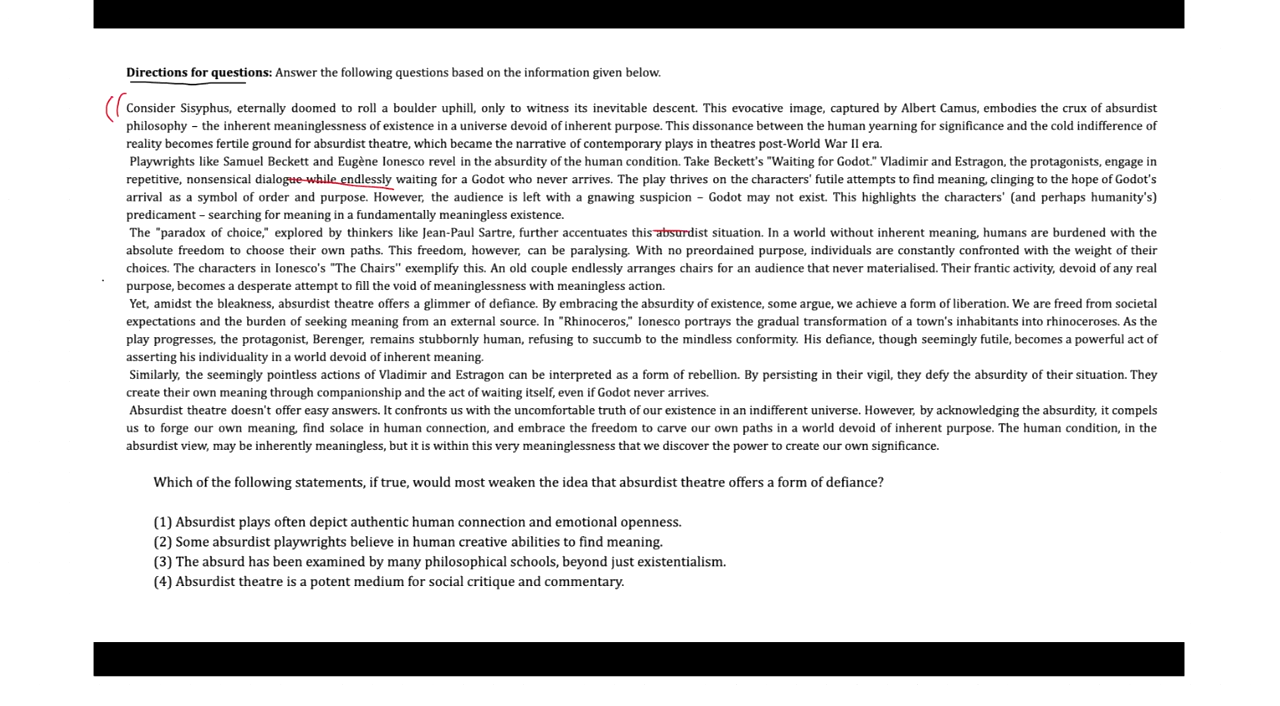 Directions for questions: Answer the following questions based on the information given below.
Consider Sisyphus, eternally doomed to roll a boulder uphill, only to witness its inevitable descent. This evocative image, captured by Albert Camus, embodies the crux of absurdist
philosophy – the inherent meaninglessness of existence in a universe devoid of inherent purpose. This dissonance between the human yearning for significance and the cold indifference of
reality becomes fertile ground for absurdist theatre, which became the narrative of contemporary plays in theatres post-World War II era.
Playwrights like Samuel Beckett and Eugène Ionesco revel in the absurdity of the human condition. Take Beckett's "Waiting for Godot." Vladimir and Estragon, the protagonists, engage in
repetitive, nonsensical dialogue while endlessly waiting for a Godot who never arrives. The play thrives on the characters' futile attempts to find meaning, clinging to the hope of Godot's
arrival as a symbol of order and purpose. However, the audience is left with a gnawing suspicion – Godot may not exist. This highlights the characters' (and perhaps humanity's)
predicament – searching for meaning in a fundamentally meaningless existence.
The "paradox of choice," explored by thinkers like Jean-Paul Sartre, further accentuates this absurdist situation. In a world without inherent meaning, humans are burdened with the
absolute freedom to choose their own paths. This freedom, however, can be paralysing. With no preordained purpose, individuals are constantly confronted with the weight of their
choices. The characters in Ionesco's "The Chairs'' exemplify this. An old couple endlessly arranges chairs for an audience that never materialised. Their frantic activity, devoid of any real
purpose, becomes a desperate attempt to fill the void of meaninglessness with meaningless action.
Yet, amidst the bleakness, absurdist theatre offers a glimmer of defiance. By embracing the absurdity of existence, some argue, we achieve a form of liberation. We are freed from societal
expectations and the burden of seeking meaning from an external source. In "Rhinoceros," Ionesco portrays the gradual transformation of a town's inhabitants into rhinoceroses. As the
play progresses, the protagonist, Berenger, remains stubbornly human, refusing to succumb to the mindless conformity. His defiance, though seemingly futile, becomes a powerful act of
asserting his individuality in a world devoid of inherent meaning.
Similarly, the seemingly pointless actions of Vladimir and Estragon can be interpreted as a form of rebellion. By persisting in their vigil, they defy the absurdity of their situation. They
create their own meaning through companionship and the act of waiting itself, even if Godot never arrives.
Absurdist theatre doesn't offer easy answers. It confronts us with the uncomfortable truth of our existence in an indifferent universe. However, by acknowledging the absurdity, it compels
us to forge our own meaning, find solace in human connection, and embrace the freedom to carve our own paths in a world devoid of inherent purpose. The human condition, in the
absurdist view, may be inherently meaningless, but it is within this very meaninglessness that we discover the power to create our own significance.
Which of the following statements, if true, would most weaken the idea that absurdist theatre offers a form of defiance?
(1) Absurdist plays often depict authentic human connection and emotional openness.
(2) Some absurdist playwrights believe in human creative abilities to find meaning.
(3) The absurd has been examined by many philosophical schools, beyond just existentialism.
(4) Absurdist theatre is a potent medium for social critique and commentary.